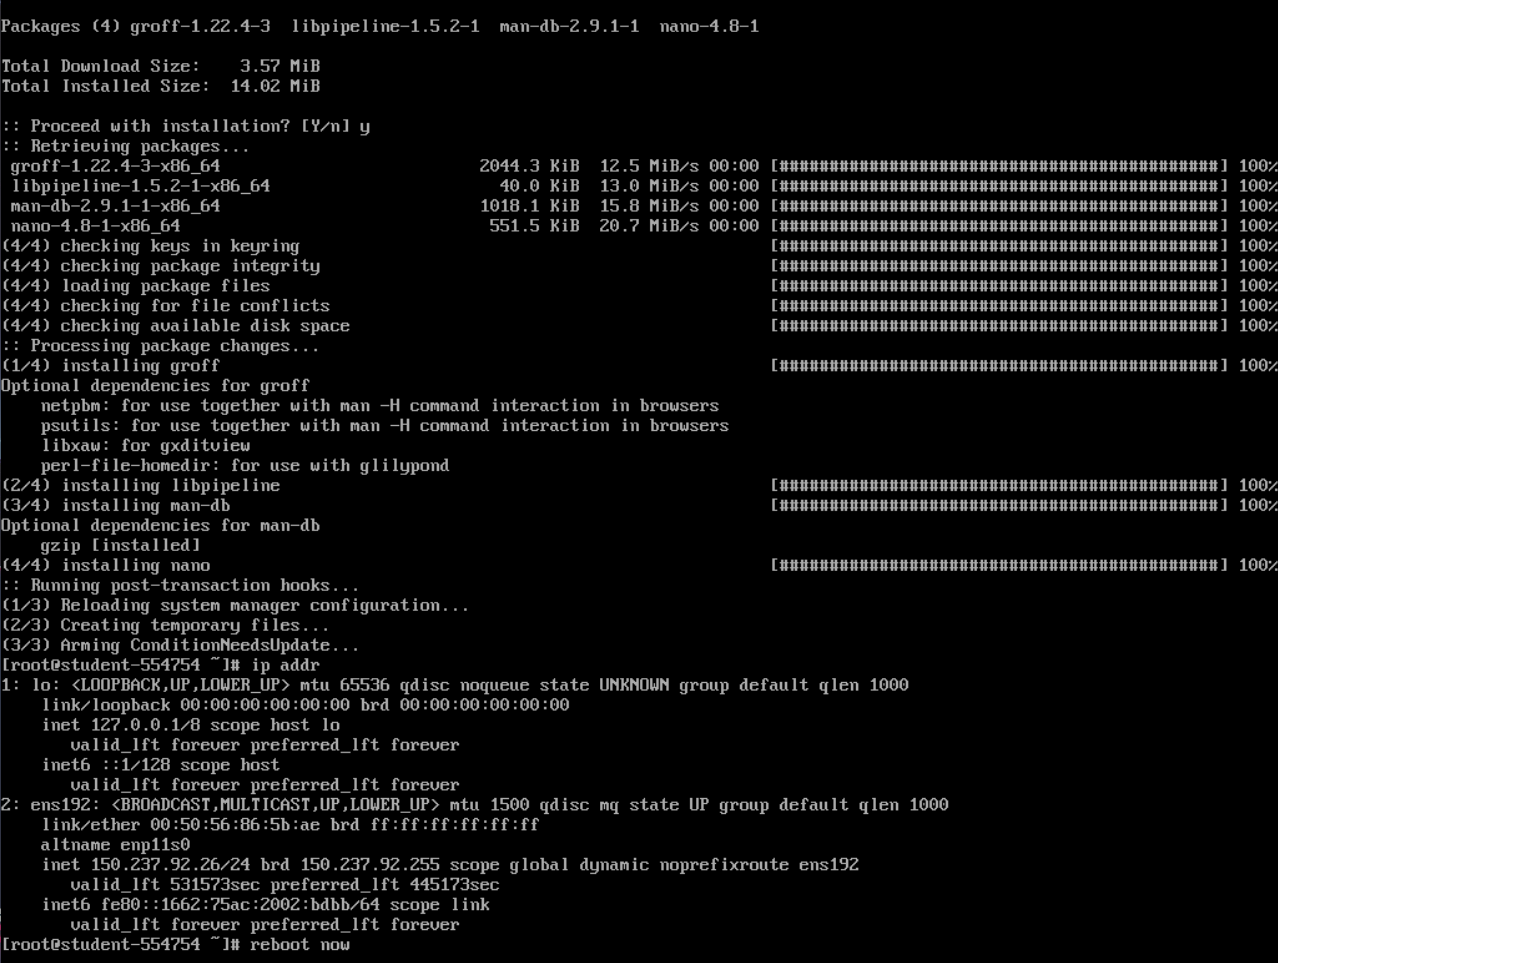 Packages (4) groff-1.22.4-3  libpipeline-1.5.2-1  man-db-2.9.1-1  nano-4.8-1
Total Download Size:    3.57 MiB
Total Installed Size:  14.02 MiB
:: Proceed with installation? [Y/n] y
:: Retrieving packages...
 groff-1.22.4-3-x86_64                          2044.3 KiB  12.5 MiB/s 00:00 [############################################] 100%
 libpipeline-1.5.2-1-x86_64                       40.0 KiB  13.0 MiB/s 00:00 [############################################] 100%
 man-db-2.9.1-1-x86_64                          1018.1 KiB  15.8 MiB/s 00:00 [############################################] 100%
 nano-4.8-1-x86_64                               551.5 KiB  20.7 MiB/s 00:00 [############################################] 100%
(4/4) checking keys in keyring                                               [############################################] 100%
(4/4) checking package integrity                                             [############################################] 100%
(4/4) loading package files                                                  [############################################] 100%
(4/4) checking for file conflicts                                            [############################################] 100%
(4/4) checking available disk space                                          [############################################] 100%
:: Processing package changes...
(1/4) installing groff                                                       [############################################] 100%
Optional dependencies for groff
    netpbm: for use together with man -H command interaction in browsers
    psutils: for use together with man -H command interaction in browsers
    libxaw: for gxditview
    perl-file-homedir: for use with glilypond
(2/4) installing libpipeline                                                 [############################################] 100%
(3/4) installing man-db                                                      [############################################] 100%
Optional dependencies for man-db
    gzip [installed]
(4/4) installing nano                                                        [############################################] 100%
:: Running post-transaction hooks...
(1/3) Reloading system manager configuration...
(2/3) Creating temporary files...
(3/3) Arming ConditionNeedsUpdate...
[root@student-554754 ~]# ip addr
1: lo: <LOOPBACK,UP,LOWER_UP> mtu 65536 qdisc noqueue state UNKNOWN group default qlen 1000
    link/loopback 00:00:00:00:00:00 brd 00:00:00:00:00:00
    inet 127.0.0.1/8 scope host lo
       valid_lft forever preferred_lft forever
    inet6 ::1/128 scope host
       valid_lft forever preferred_lft forever
2: ens192: <BROADCAST,MULTICAST,UP,LOWER_UP> mtu 1500 qdisc mq state UP group default qlen 1000
    link/ether 00:50:56:86:5b:ae brd ff:ff:ff:ff:ff:ff
    altname enp11s0
    inet 150.237.92.26/24 brd 150.237.92.255 scope global dynamic noprefixroute ens192
       valid_lft 531573sec preferred_lft 445173sec
    inet6 fe80::1662:75ac:2002:bdbb/64 scope link
       valid_lft forever preferred_lft forever
[root@student-554754 ~]# reboot now